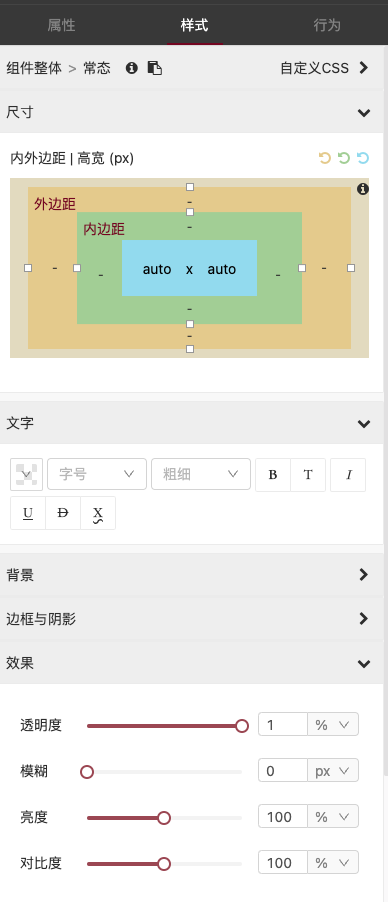 属性 样式 行为
组件整体 > 常态 自定义CSS
尺寸
内外边距 | 高宽 (px)
外边距
-
内边距
-
- - auto x auto - -
-
-
文字
字号 粗细 B T I
U D X
背景
边框与阴影
效果
透明度 1 %
模糊 0 px
亮度 100 %
对比度 100 %